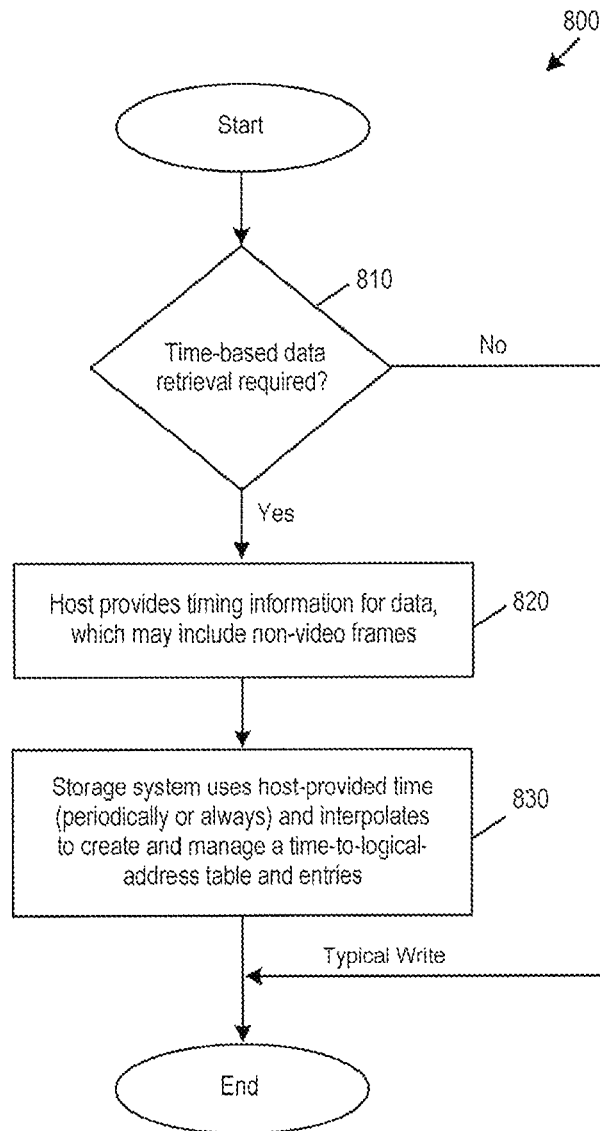 800
Start
810
Time-based data
retrieval required?
No
Yes
Host provides timing information for data,
which may include non-video frames
820
Storage system uses host-provided time
(periodically or always) and interpolates
to create and manage a time-to-logical-
address table and entries
830
Typical Write
End